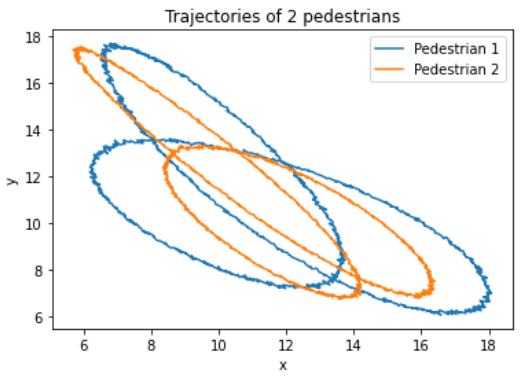 Trajectories of 2 pedestrians
Pedestrian 1
Pedestrian 2
y
18
16
14
12
10
8
6
6 8 10 12 14 16 18
x